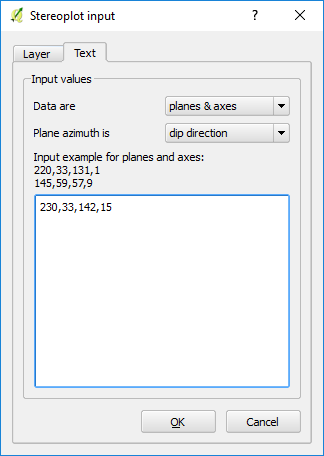 Stereoplot input
?
Layer
Text
Input values
Data are
planes & axes
Plane azimuth is
dip direction
Input example for planes and axes:
220,33,131,1
145,59,57,9
230,33,142,15
OK
Cancel